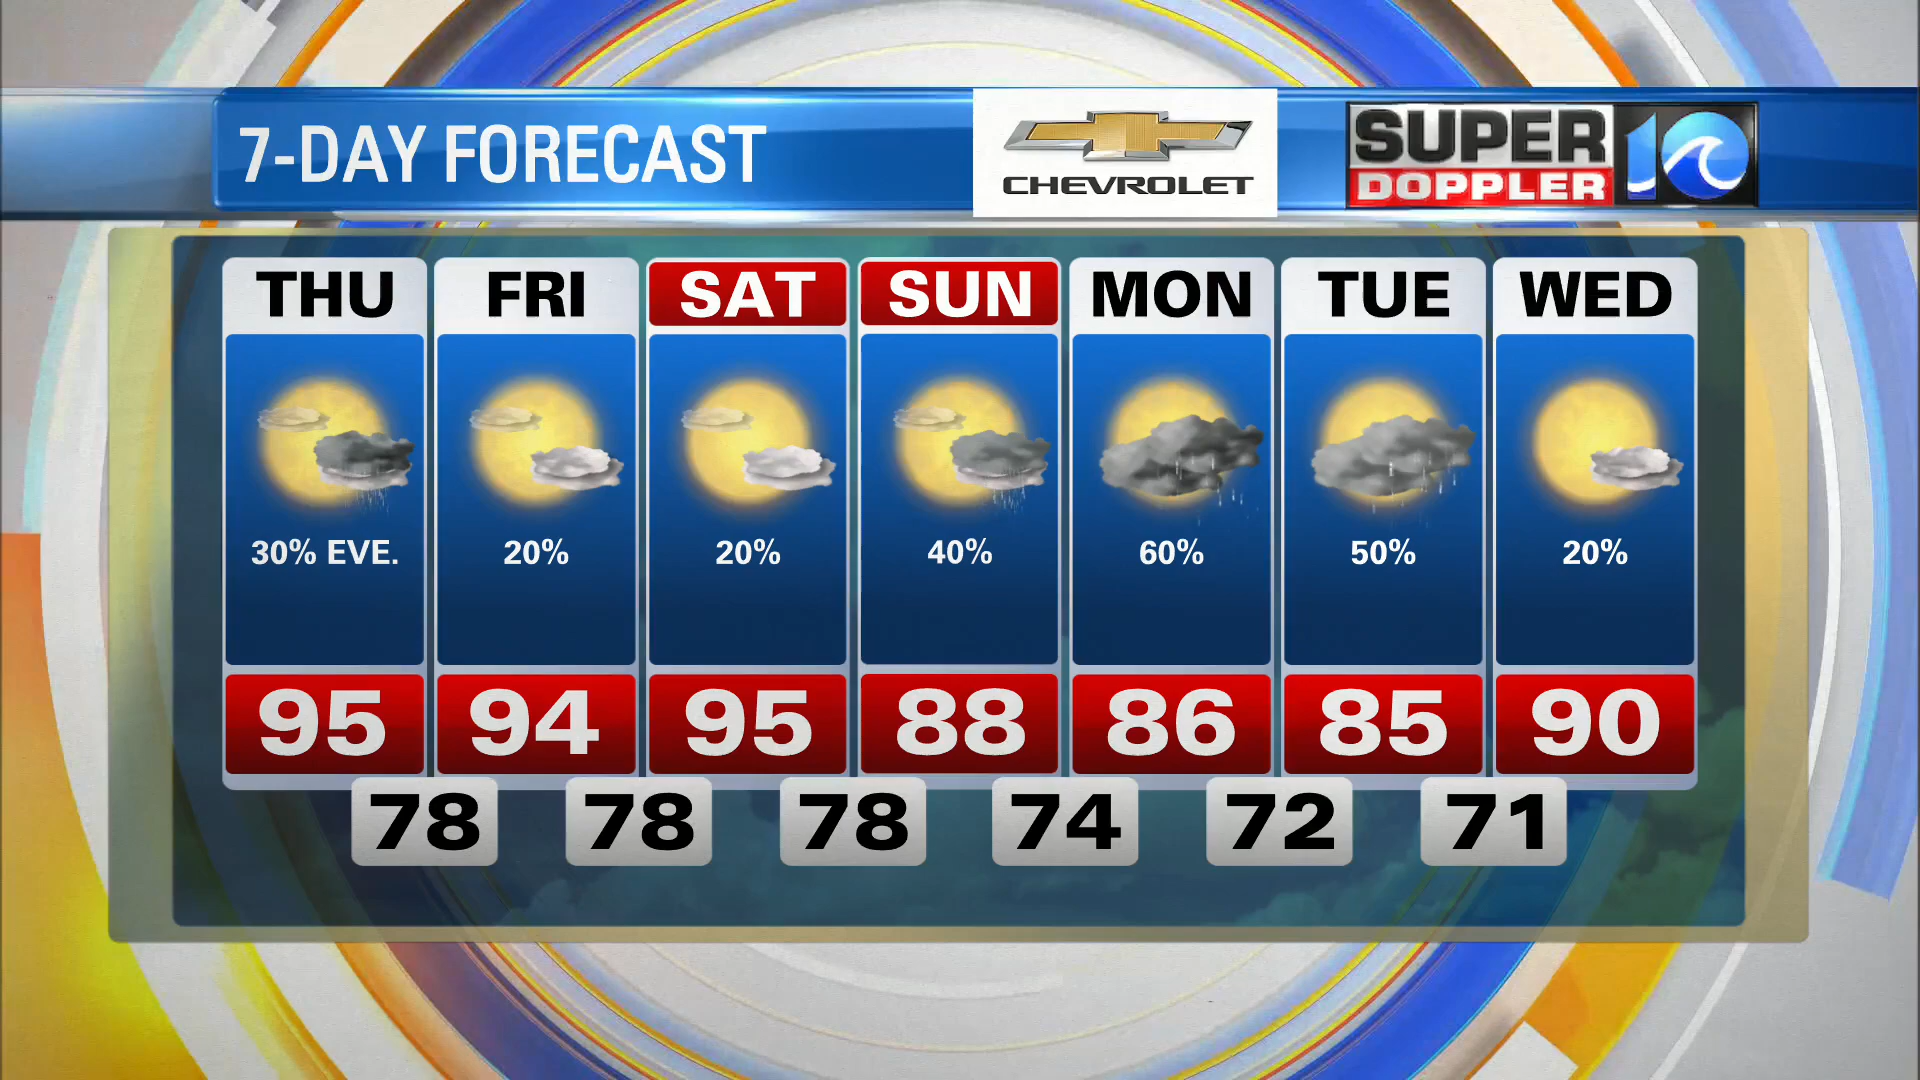 7-DAY FORECAST
CHEVROLET
SUPER
DOPPLER
10
THU FRI SAT SUN MON TUE WED
30% EVE. 20% 20% 40% 60% 50% 20%
95 94 95 88 86 85 90
78 78 78 74 72 71